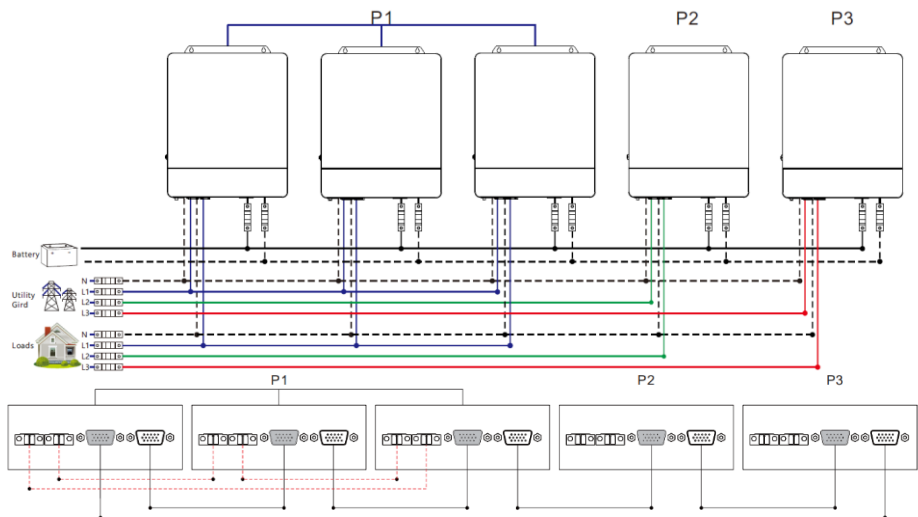 P1 P2 P3
Battery
N
Utility L1
Gird L2
L3
N
Loads L1
L2
L3
P1 P2 P3